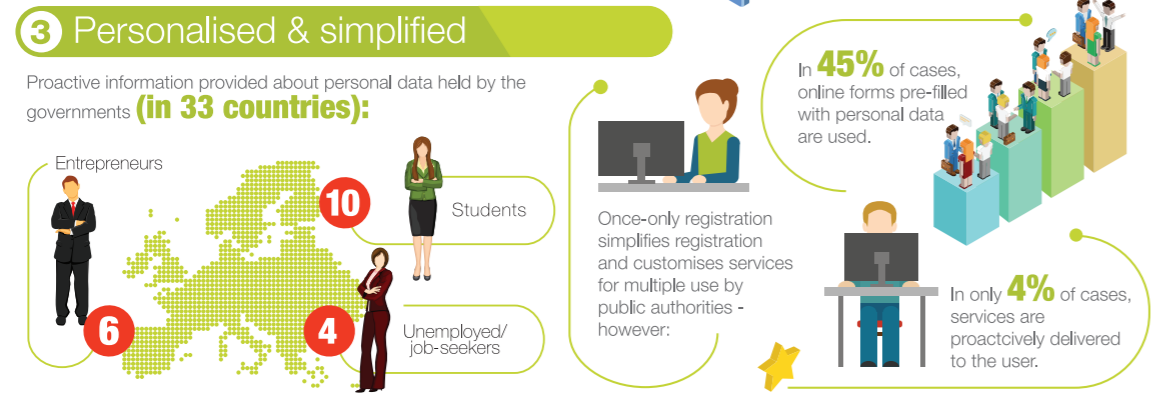 3 Personalised & simplified
Proactive information provided about personal data held by the
governments (in 33 countries):
Entrepreneurs
6
10
Students
4
Unemployed/
job-seekers
Once-only registration
simplifies registration
and customises services
for multiple use by
public authorities -
however:
In 45% of cases,
online forms pre-filled
with personal data
are used.
In only 4% of cases,
services are
proactcively delivered
to the user.